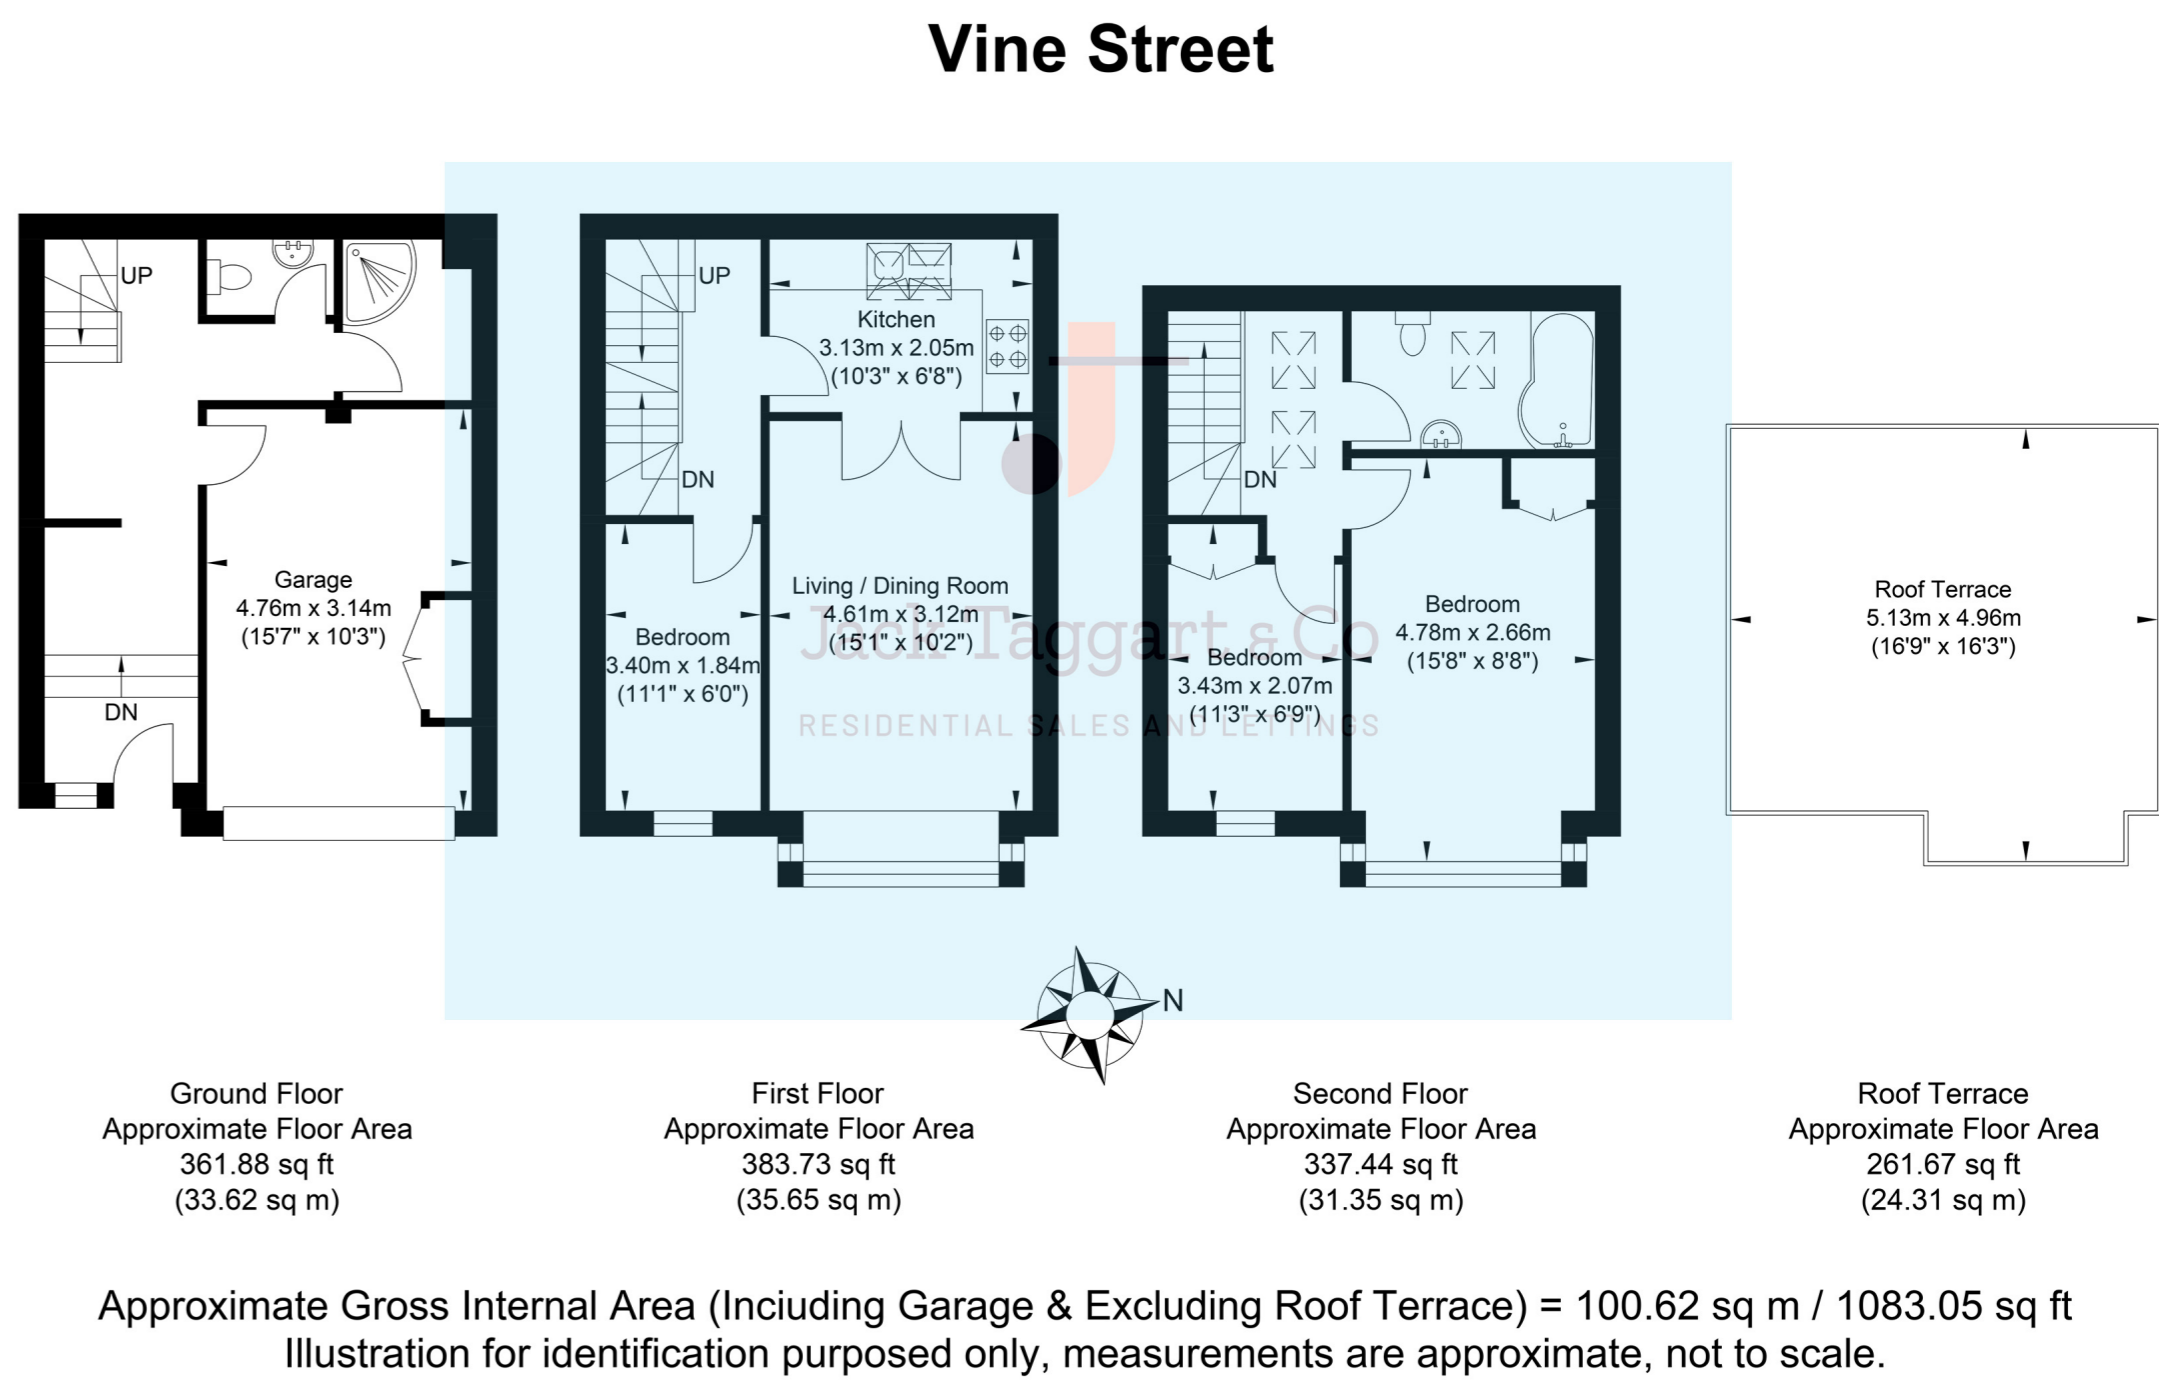 Vine Street
UP
Garage
4.76m x 3.14m
(15'7" x 10'3")
DN
UP
Kitchen
3.13m x 2.05m
(10'3" x 6'8")
DN
Living / Dining Room
4.61m x 3.12m
(15'1" x 10'2")
Bedroom
3.40m x 1.84m
(11'1" x 6'0")
DN
Bedroom
4.78m x 2.66m
(15'8" x 8'8")
Bedroom
3.43m x 2.07m
(11'3" x 6'9")
Roof Terrace
5.13m x 4.96m
(16'9" x 16'3")
Jack Taggart & Co
RESIDENTIAL SALES AND LETTINGS
N
Ground Floor
Approximate Floor Area
361.88 sq ft
(33.62 sq m)
First Floor
Approximate Floor Area
383.73 sq ft
(35.65 sq m)
Second Floor
Approximate Floor Area
337.44 sq ft
(31.35 sq m)
Roof Terrace
Approximate Floor Area
261.67 sq ft
(24.31 sq m)
Approximate Gross Internal Area (Inciuding Garage & Excluding Roof Terrace) = 100.62 sq m / 1083.05 sq ft
Illustration for identification purposed only, measurements are approximate, not to scale.